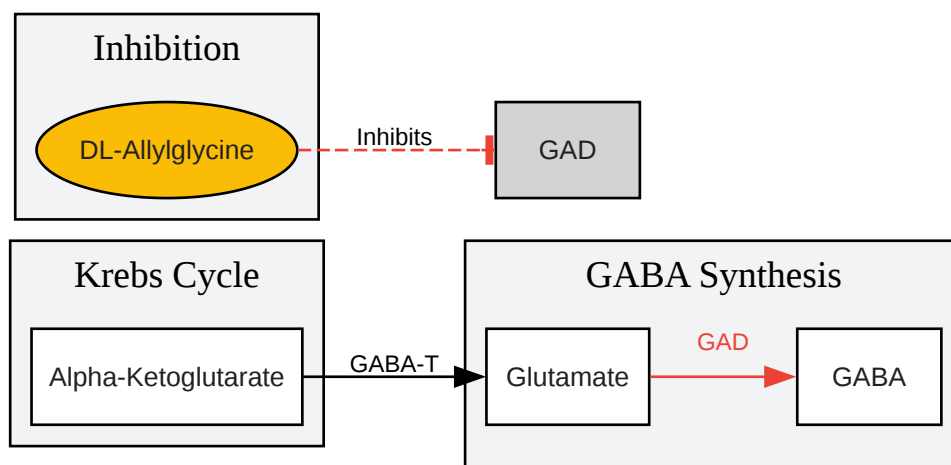 Inhibition
DL-Allylglycine
Inhibits
GAD
Krebs Cycle
Alpha-Ketoglutarate
GABA-T
GABA Synthesis
Glutamate
GAD
GABA